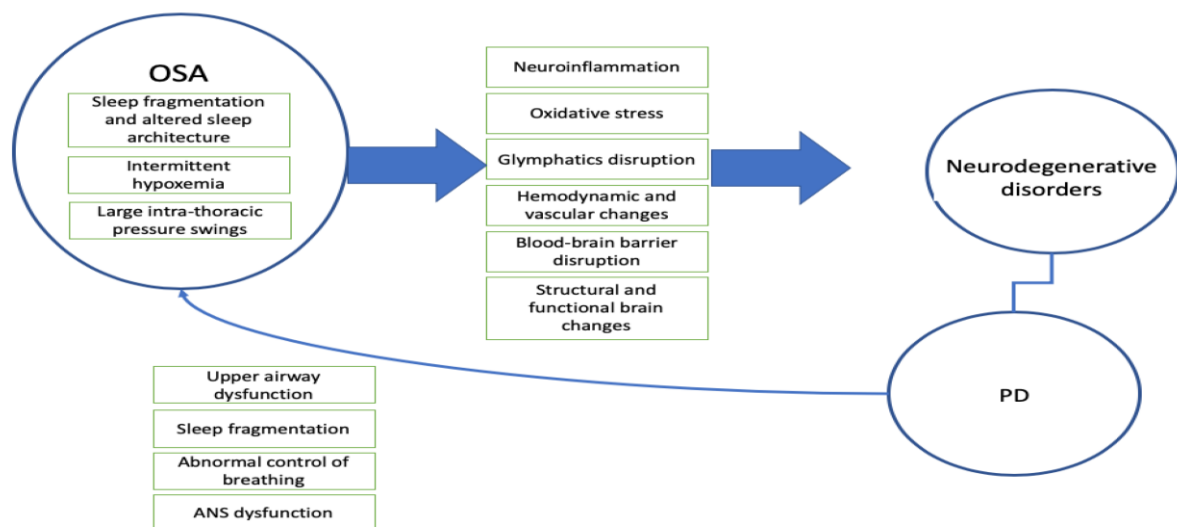 OSA
Sleep fragmentation
and altered sleep
architecture
Intermittent
hypoxemia
Large intra-thoracic
pressure swings
Neuroinflammation
Oxidative stress
Glymphatics disruption
Hemodynamic and
vascular changes
Blood-brain barrier
disruption
Structural and
functional brain
changes
Neurodegenerative
disorders
PD
Upper airway
dysfunction
Sleep fragmentation
Abnormal control of
breathing
ANS dysfunction